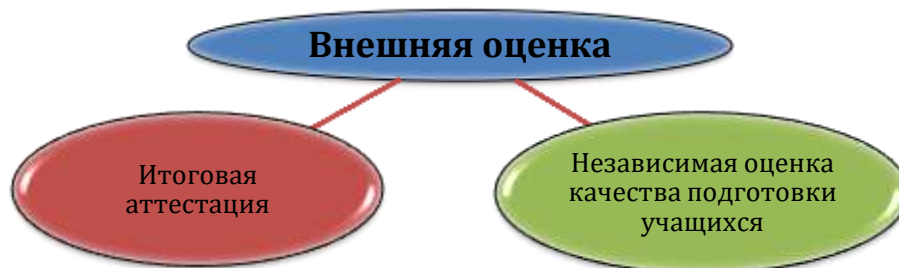 Внешняя оценка
Итоговая
аттестация
Независимая оценка
качества подготовки
учащихся